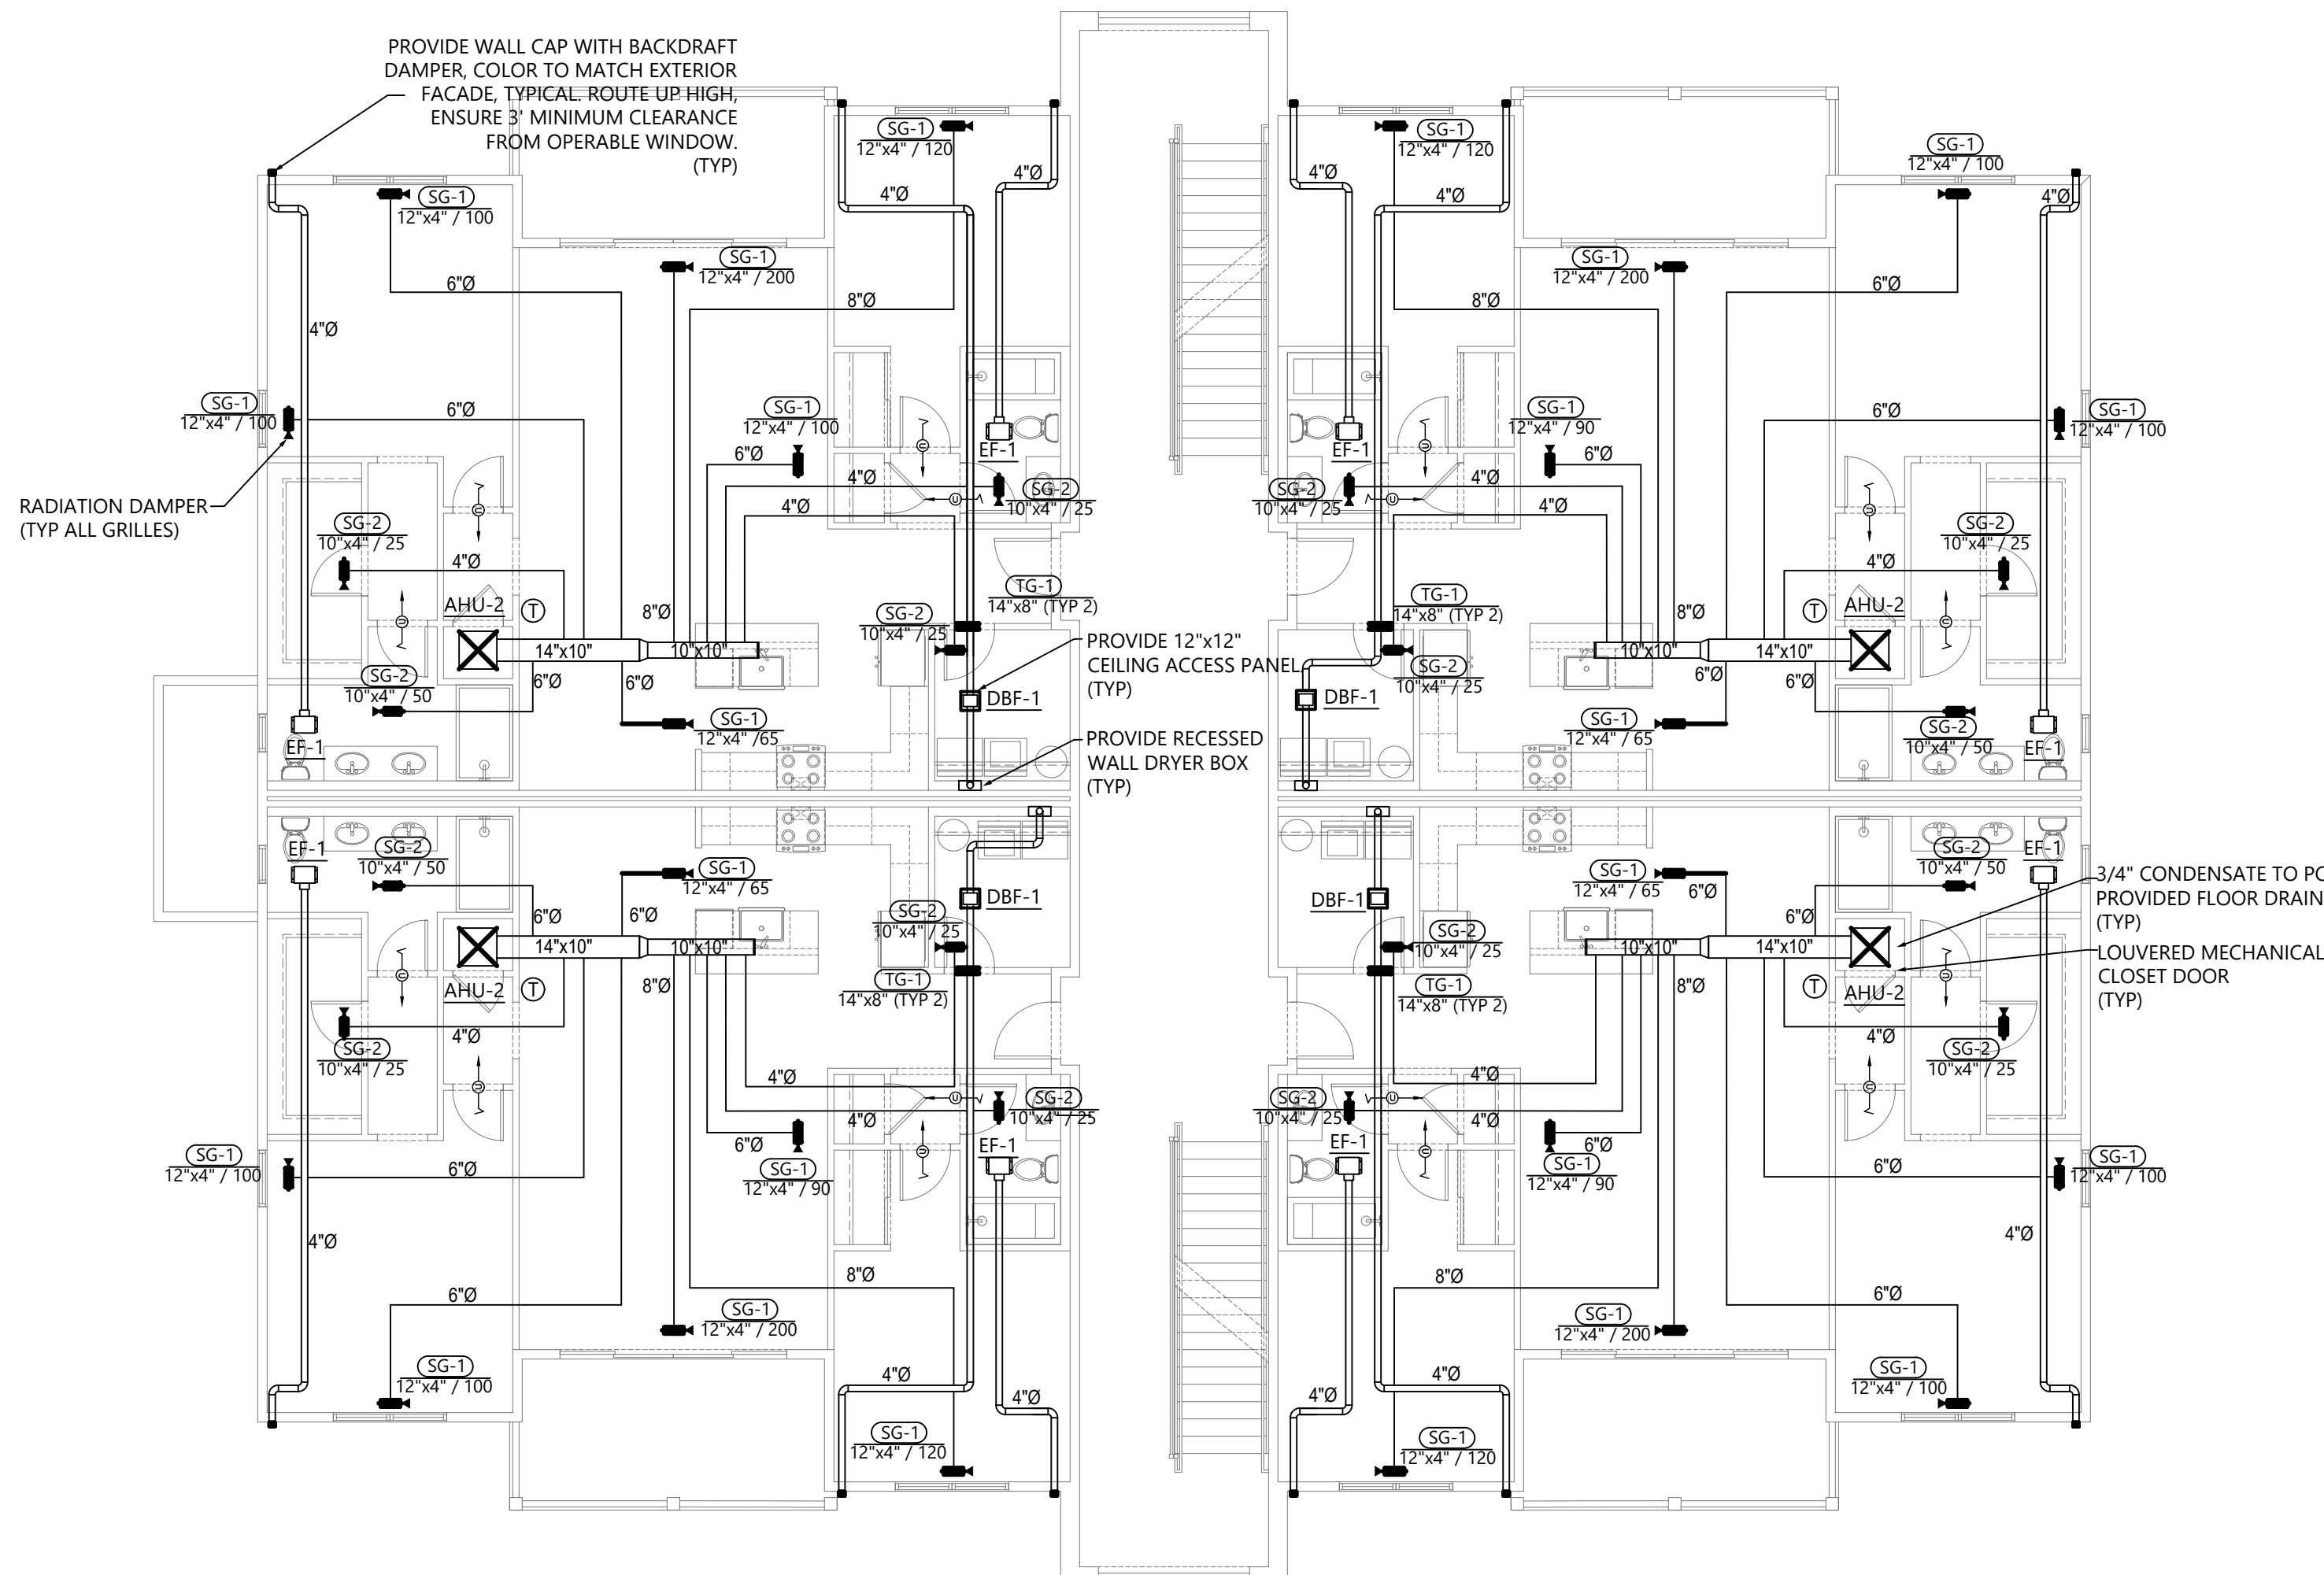 PROVIDE WALL CAP WITH BACKDRAFT
DAMPER, COLOR TO MATCH EXTERIOR
FACADE, TYPICAL. ROUTE UP HIGH,
ENSURE 3' MINIMUM CLEARANCE
FROM OPERABLE WINDOW.
(TYP)
SG-1
12"x4" / 100
6"Ø
4"Ø
SG-1
12"x4" / 200
SG-1
12"x4" / 120
4"Ø
4"Ø
8"Ø
SG-1
12"x4" / 100
6"Ø
RADIATION DAMPER
(TYP ALL GRILLES)
SG-1
12"x4" / 100
6"Ø
EF-1
4"Ø
4"Ø
SG-2
10"x4" / 25
U
U
SG-2
10"x4" / 25
4"Ø
U
U
AHU-2
T
8"Ø
14"x10"
10"x10"
6"Ø
6"Ø
SG-2
10"x4" / 50
EF-1
SG-1
12"x4" /65
SG-2
10"x4" / 25
TG-1
14"x8" (TYP 2)
DBF-1
PROVIDE 12"x12"
CEILING ACCESS PANEL.
(TYP)
PROVIDE RECESSED
WALL DRYER BOX
(TYP)
SG-1
12"x4" / 120
4"Ø
4"Ø
8"Ø
SG-1
12"x4" / 200
SG-1
12"x4" / 100
4"Ø
6"Ø
SG-1
12"x4" / 90
6"Ø
6"Ø
SG-1
12"x4" / 100
EF-1
4"Ø
4"Ø
SG-2
10"x4" / 25
U
U
SG-2
10"x4" / 25
4"Ø
U
U
TG-1
14"x8" (TYP 2)
SG-2
10"x4" / 25
DBF-1
8"Ø
T
AHU-2
10"x10"
14"x10"
6"Ø
6"Ø
SG-1
12"x4" / 65
SG-2
10"x4" / 50
EF-1
EF-1
SG-2
10"x4" / 50
6"Ø
6"Ø
SG-1
12"x4" / 65
14"x10"
10"x10"
8"Ø
AHU-2
T
4"Ø
U
U
SG-2
10"x4" / 25
SG-2
10"x4" / 25
DBF-1
TG-1
14"x8" (TYP 2)
4"Ø
4"Ø
U
U
SG-2
10"x4" / 25
EF-1
6"Ø
SG-1
12"x4" / 90
SG-1
12"x4" / 100
6"Ø
4"Ø
6"Ø
8"Ø
SG-1
12"x4" / 200
SG-1
12"x4" / 100
4"Ø
4"Ø
SG-1
12"x4" / 120
DBF-1
SG-2
10"x4" / 25
TG-1
14"x8" (TYP 2)
SG-1
12"x4" / 65
6"Ø
6"Ø
SG-2
10"x4" / 50
EF-1
10"x10"
14"x10"
8"Ø
T
AHU-2
3/4" CONDENSATE TO
PROVIDED FLOOR DRAIN
(TYP)
LOUVERED MECHANICAL
CLOSET DOOR
(TYP)
4"Ø
U
U
SG-2
10"x4" / 25
4"Ø
4"Ø
U
U
SG-2
10"x4" / 25
EF-1
6"Ø
SG-1
12"x4" / 90
6"Ø
SG-1
12"x4" / 100
4"Ø
8"Ø
6"Ø
SG-1
12"x4" / 200
SG-1
12"x4" / 100
4"Ø
4"Ø
SG-1
12"x4" / 120